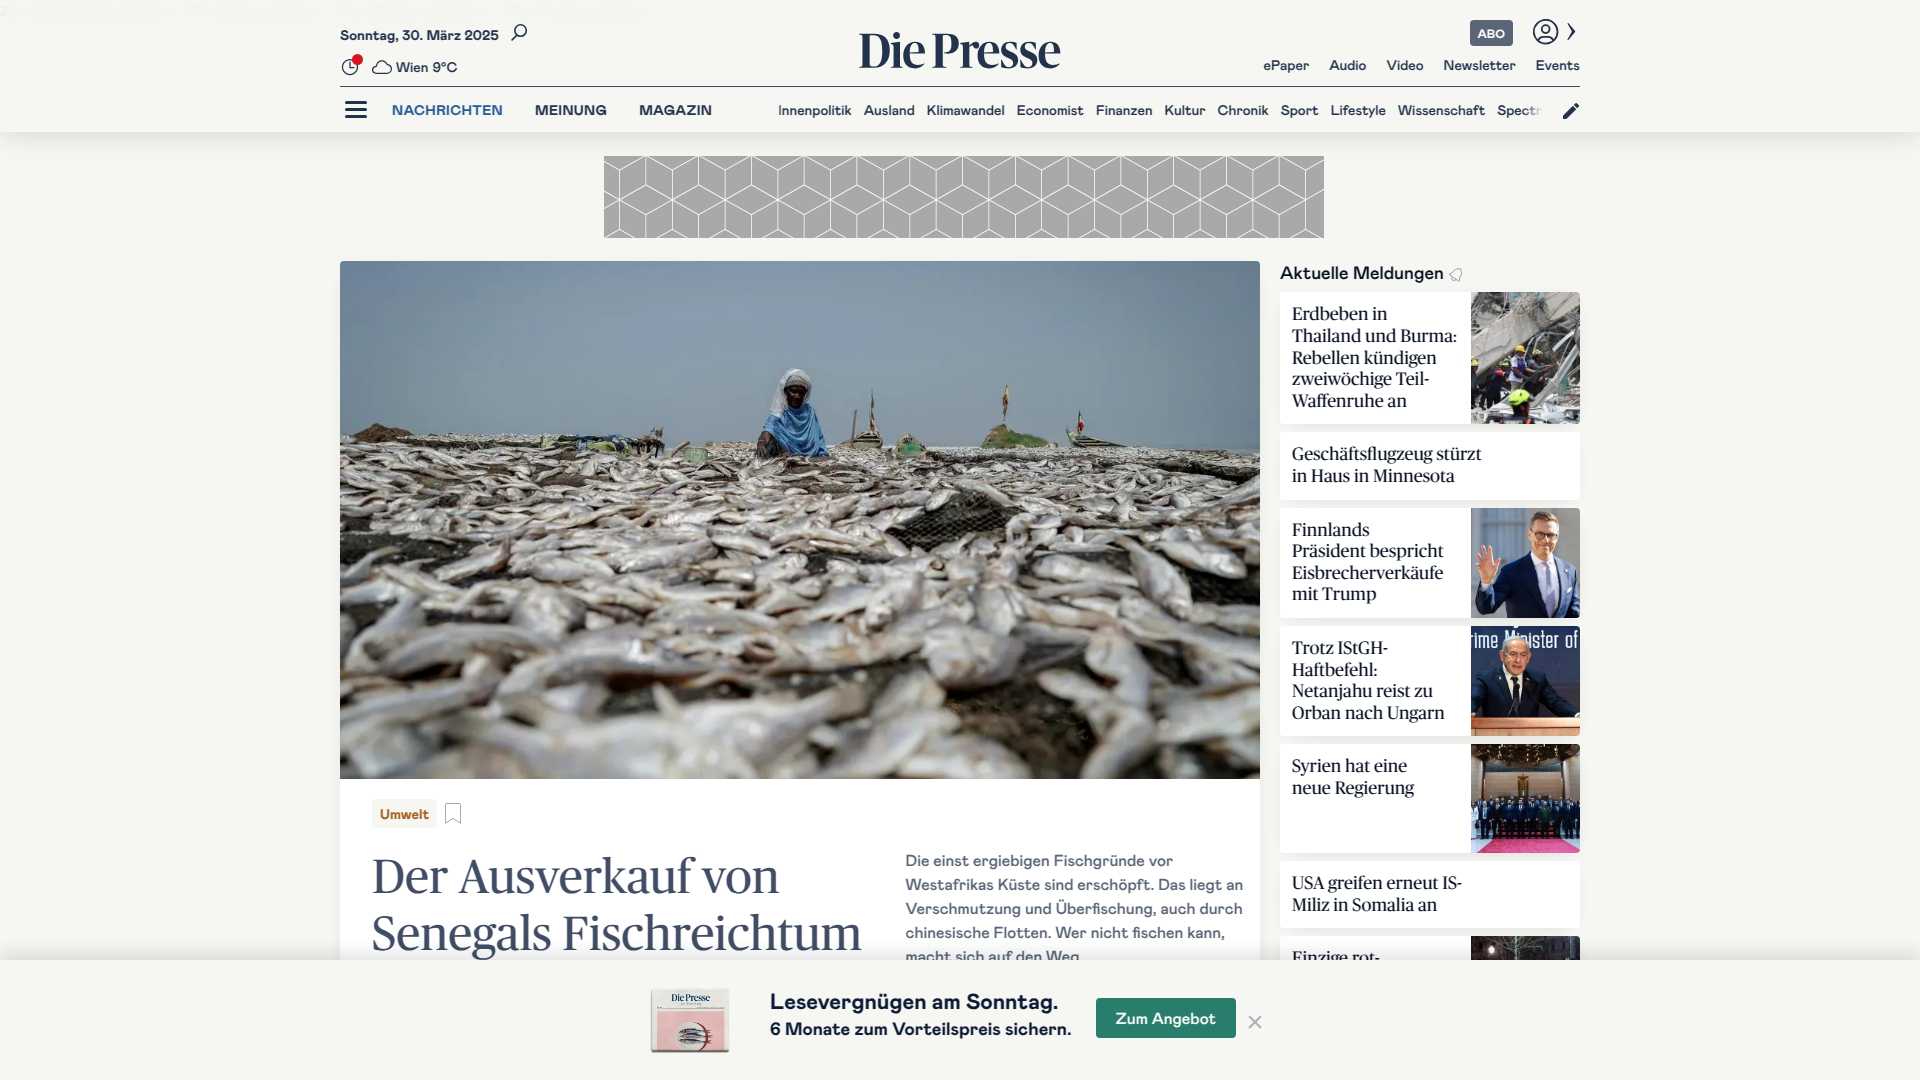 Sonntag, 30. März 2025
Wien 9°C
Die Presse
ABO
ePaper Audio Video Newsletter Events
NACHRICHTEN MEINUNG MAGAZIN
Innenpolitik Ausland Klimawandel Economist Finanzen Kultur Chronik Sport Lifestyle Wissenschaft Spectr
Umwelt
Der Ausverkauf von
Senegals Fischreichtum
Die einst ergiebigen Fischgründe vor
Westafrikas Küste sind erschöpft. Das liegt an
Verschmutzung und Überfischung, auch durch
chinesische Flotten. Wer nicht fischen kann,
macht sich auf den Weg
Aktuelle Meldungen
Erdbeben in
Thailand und Burma:
Rebellen kündigen
zweiwöchige Teil-
Waffenruhe an
Geschäftsflugzeug stürzt
in Haus in Minnesota
Finnlands
Präsident bespricht
Eisbrecherverkäufe
mit Trump
Trotz IStGH-
Haftbefehl:
Netanjahu reist zu
Orban nach Ungarn
rime Minister of
Syrien hat eine
neue Regierung
USA greifen erneut IS-
Miliz in Somalia an
Einzige rot-
Die Presse
Lesevergnügen am Sonntag.
6 Monate zum Vorteilspreis sichern.
Zum Angebot